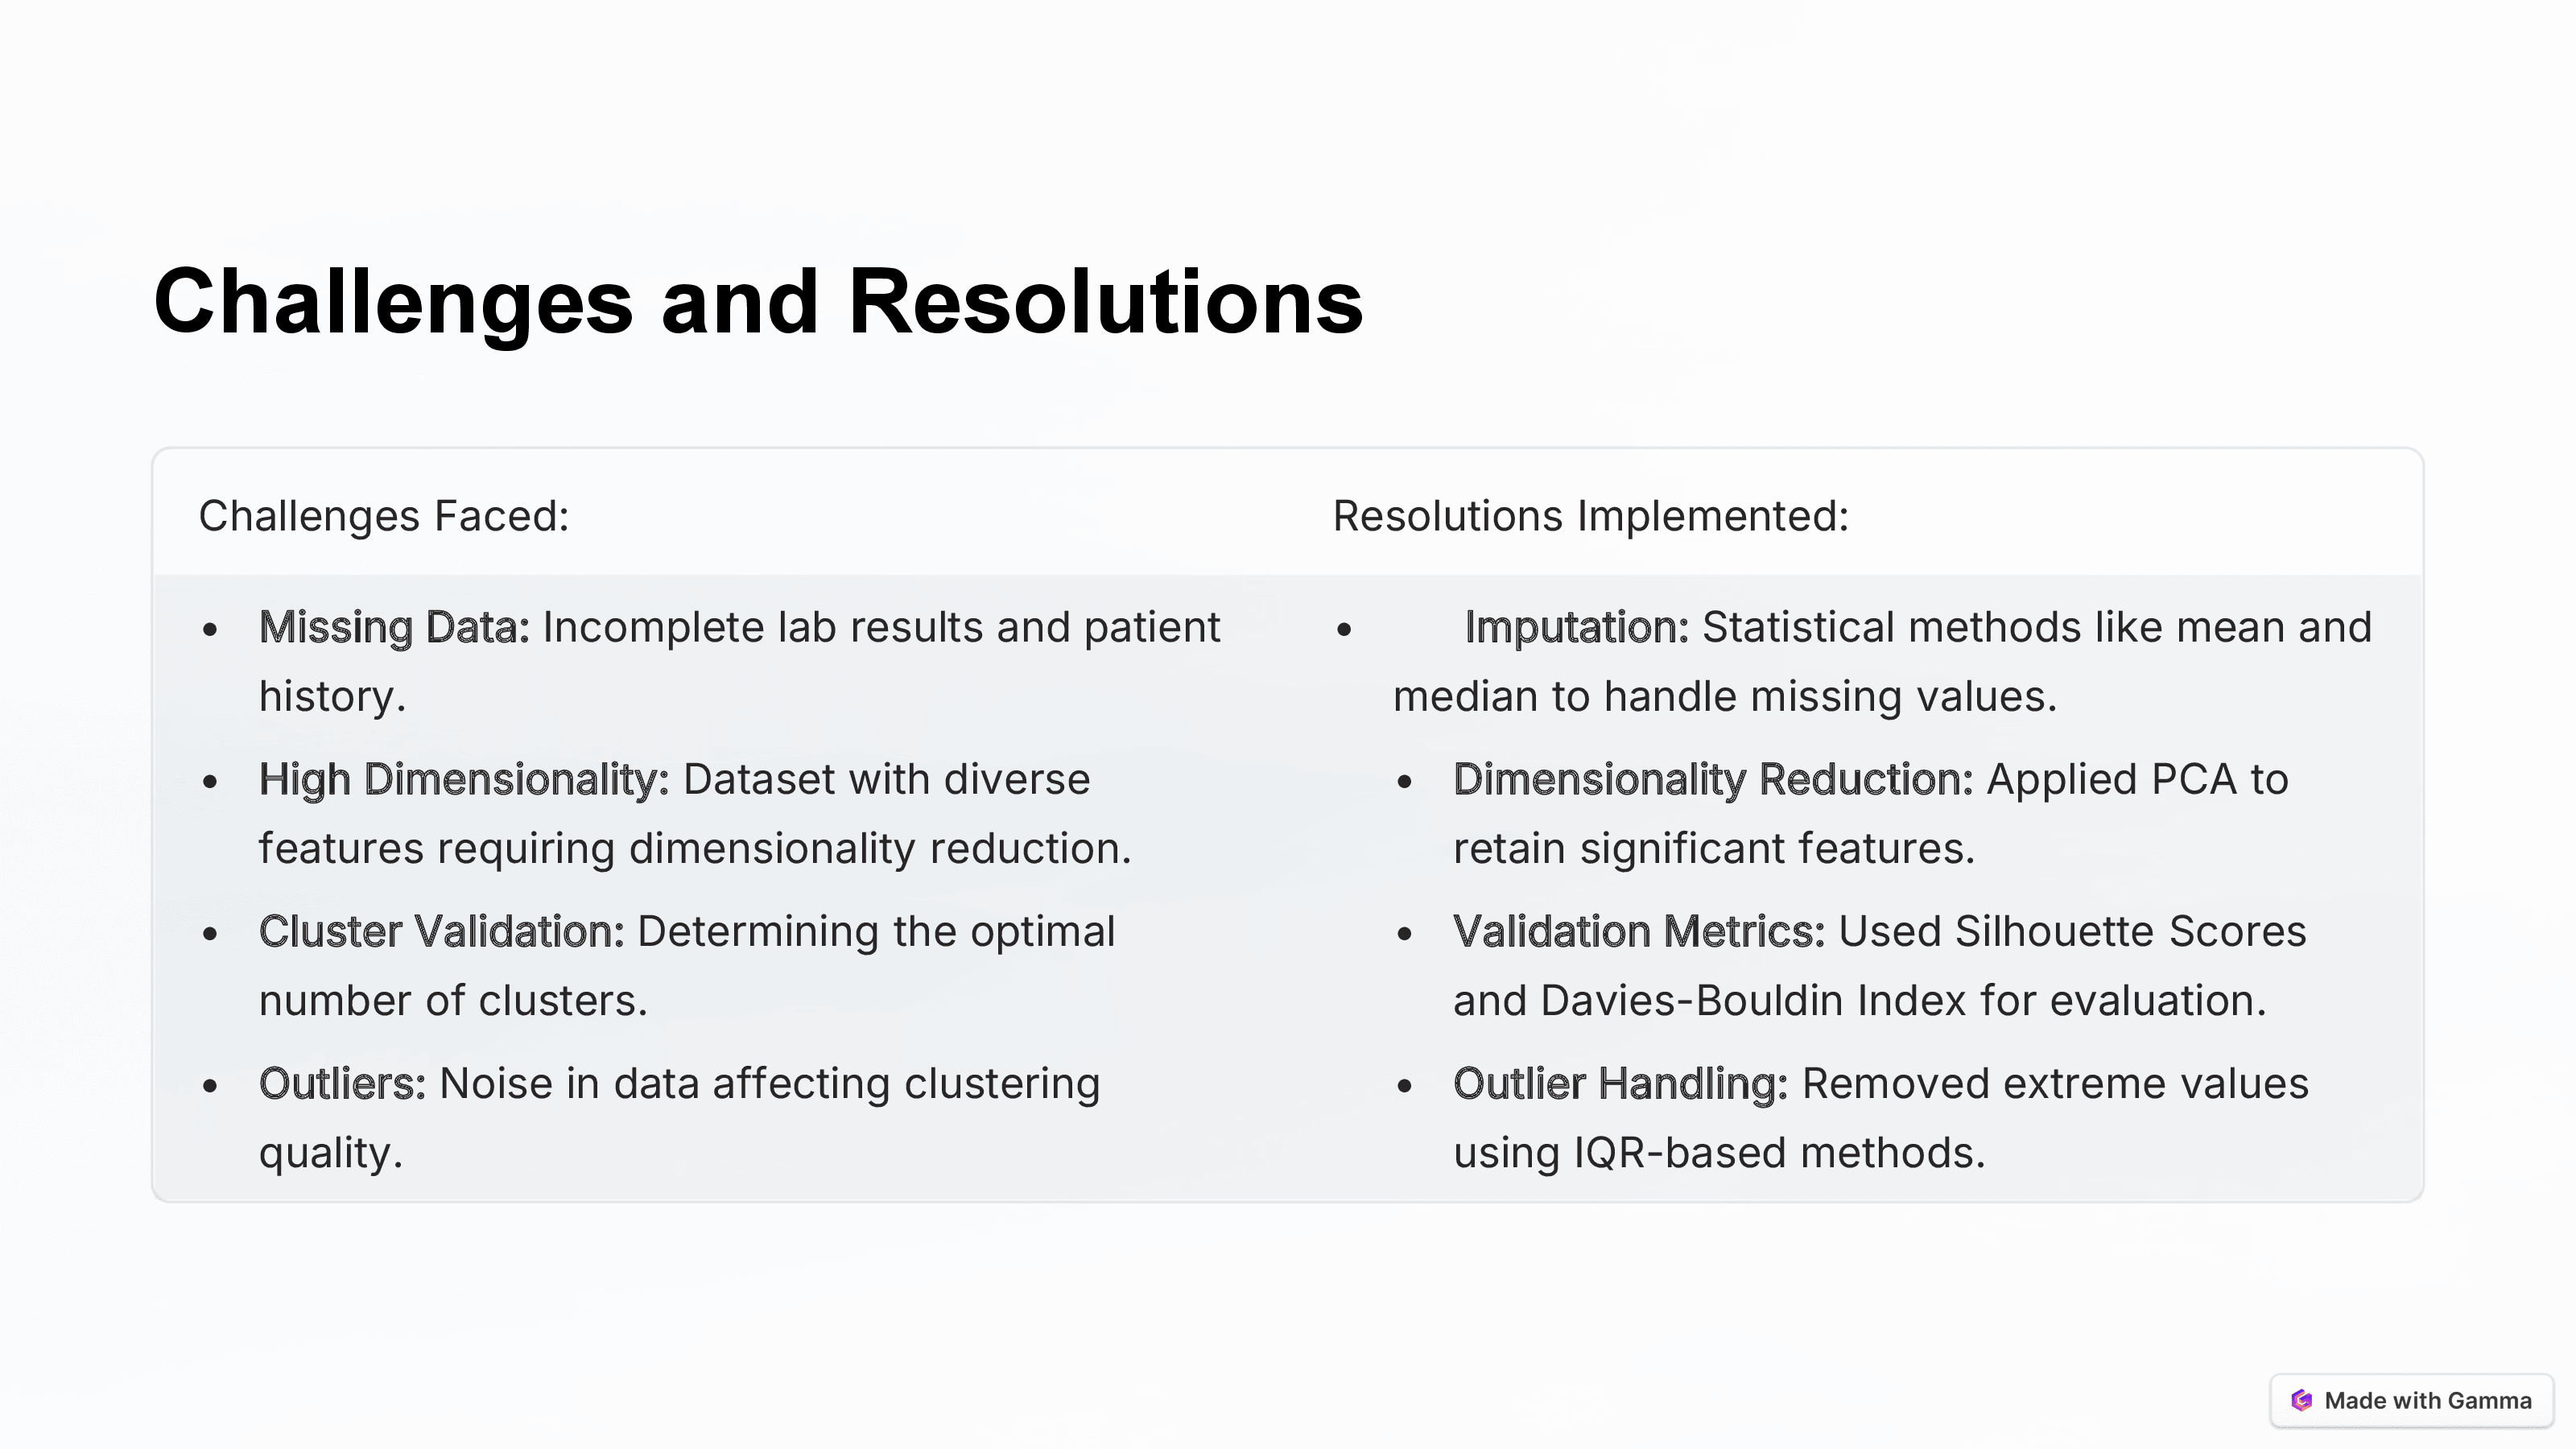 Challenges and Resolutions
Challenges Faced:
• Missing Data: Incomplete lab results and patient
history.
• High Dimensionality: Dataset with diverse
features requiring dimensionality reduction.
• Cluster Validation: Determining the optimal
number of clusters.
• Outliers: Noise in data affecting clustering
quality.
Resolutions Implemented:
• Imputation: Statistical methods like mean and
median to handle missing values.
• Dimensionality Reduction: Applied PCA to
retain significant features.
• Validation Metrics: Used Silhouette Scores
and Davies-Bouldin Index for evaluation.
• Outlier Handling: Removed extreme values
using IQR-based methods.
Made with Gamma